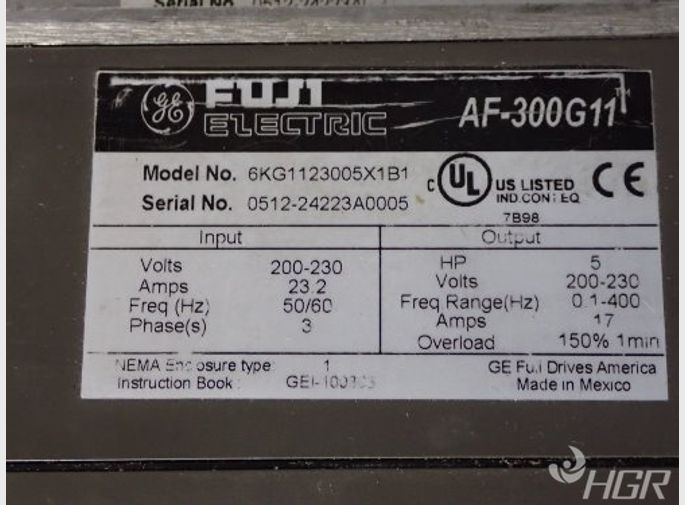 Serial No.
GE FUJI ELECTRIC AF-300G11™
Model No. 6KG1123005X1B1
Serial No. 0512-24223A0005
C UL US LISTED CE
IND.CONT.EQ
7B98
Input Output
Volts 200-230
Amps 23.2
Freq (Hz) 50/60
Phase(s) 3
HP 5
Volts 200-230
Freq Range(Hz) 0.1-400
Amps 17
Overload 150% 1min
NEMA Enclosure type: 1
Instruction Book :
GE Fuji Drives America
Made in Mexico
HGR